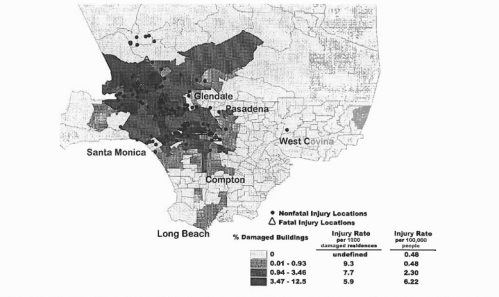 Glendale
Pasadena
West Covina
Santa Monica
Compton
Long Beach
Nonfatal Injury Locations
Fatal Injury Locations
% Damaged Buildings
Injury Rate
per 1000
damaged residences
Injury Rate
per 100,000
people
0 undefined 0.48
0.01 - 0.93 9.3 0.48
0.94 - 3.46 7.7 2.30
3.47 - 12.5 5.9 6.22